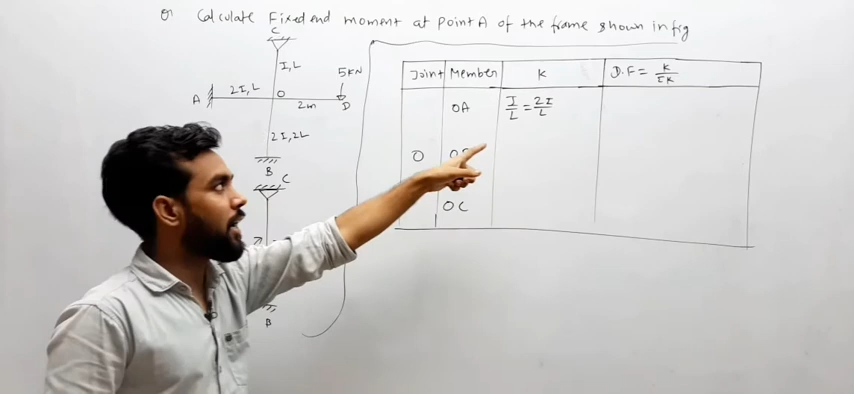 Or Calculate Fixed end moment at point A of the frame shown in fig
C
I, L
5KN
A
2I, L
O
2m
D
2I, 2L
B
C
B
Joint Member K D.F = K/ΣK
OA I/L = 2I/L
O
OC